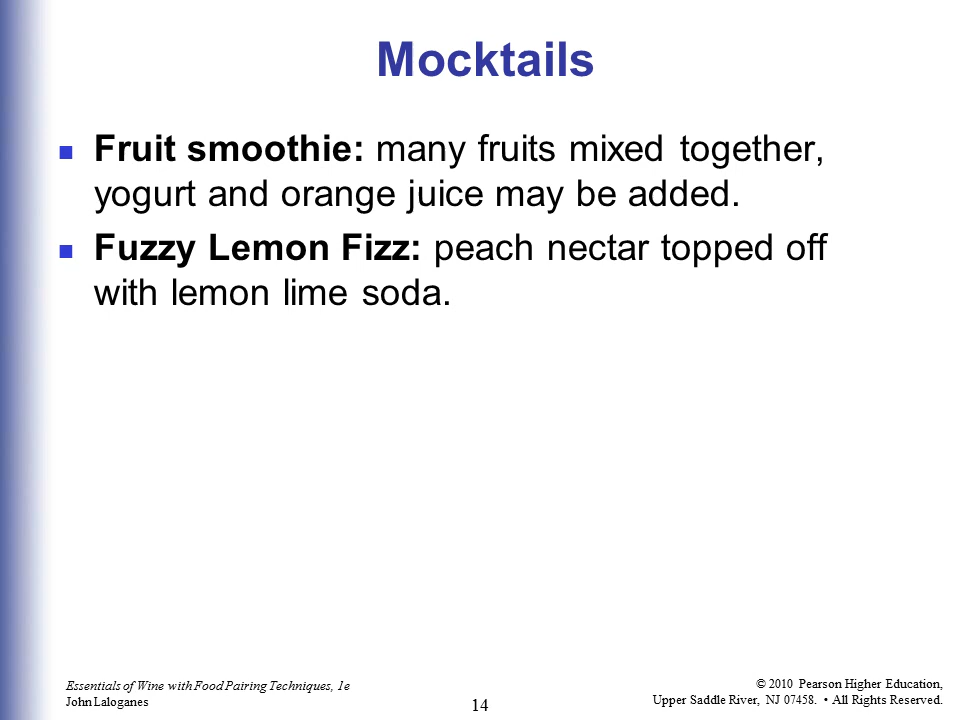 Mocktails
Fruit smoothie: many fruits mixed together,
yogurt and orange juice may be added.
Fuzzy Lemon Fizz: peach nectar topped off
with lemon lime soda.
Essentials of Wine with Food Pairing Techniques, 1e
John Laloganes
14
© 2010 Pearson Higher Education,
Upper Saddle River, NJ 07458. • All Rights Reserved.